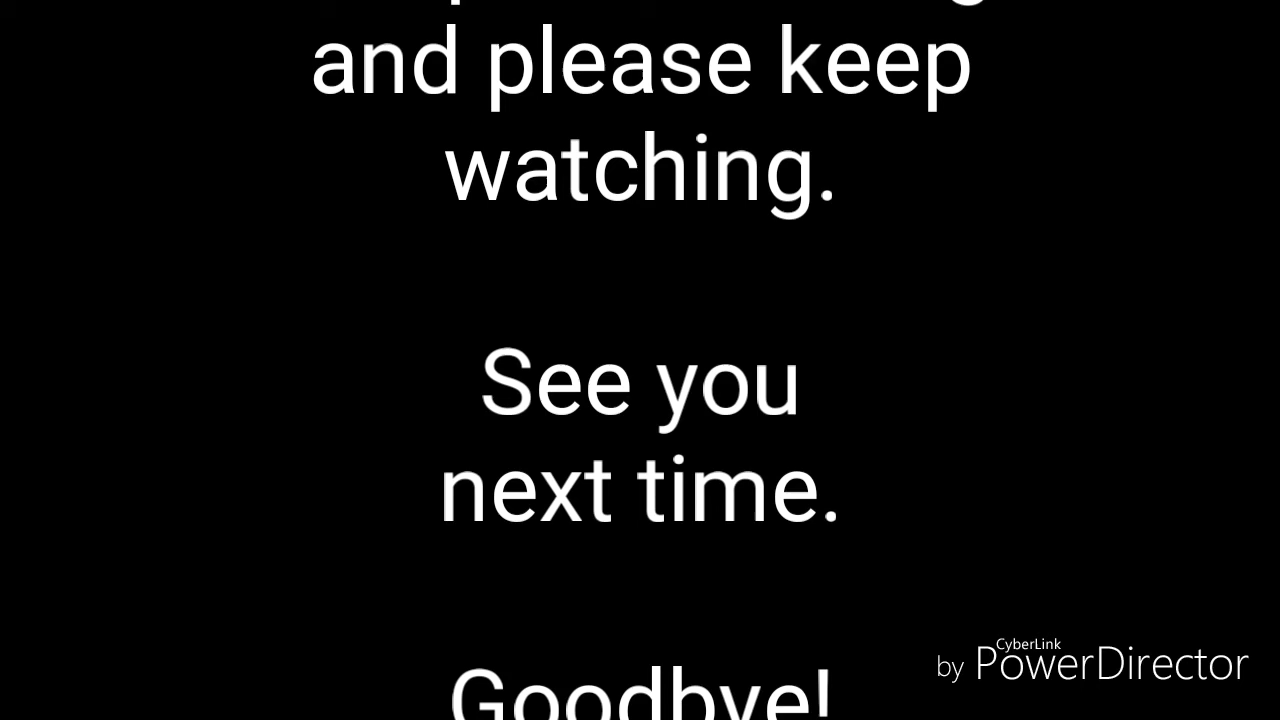 and please keep
watching.
See you
next time.
Goodbye!
CyberLink
by PowerDirector